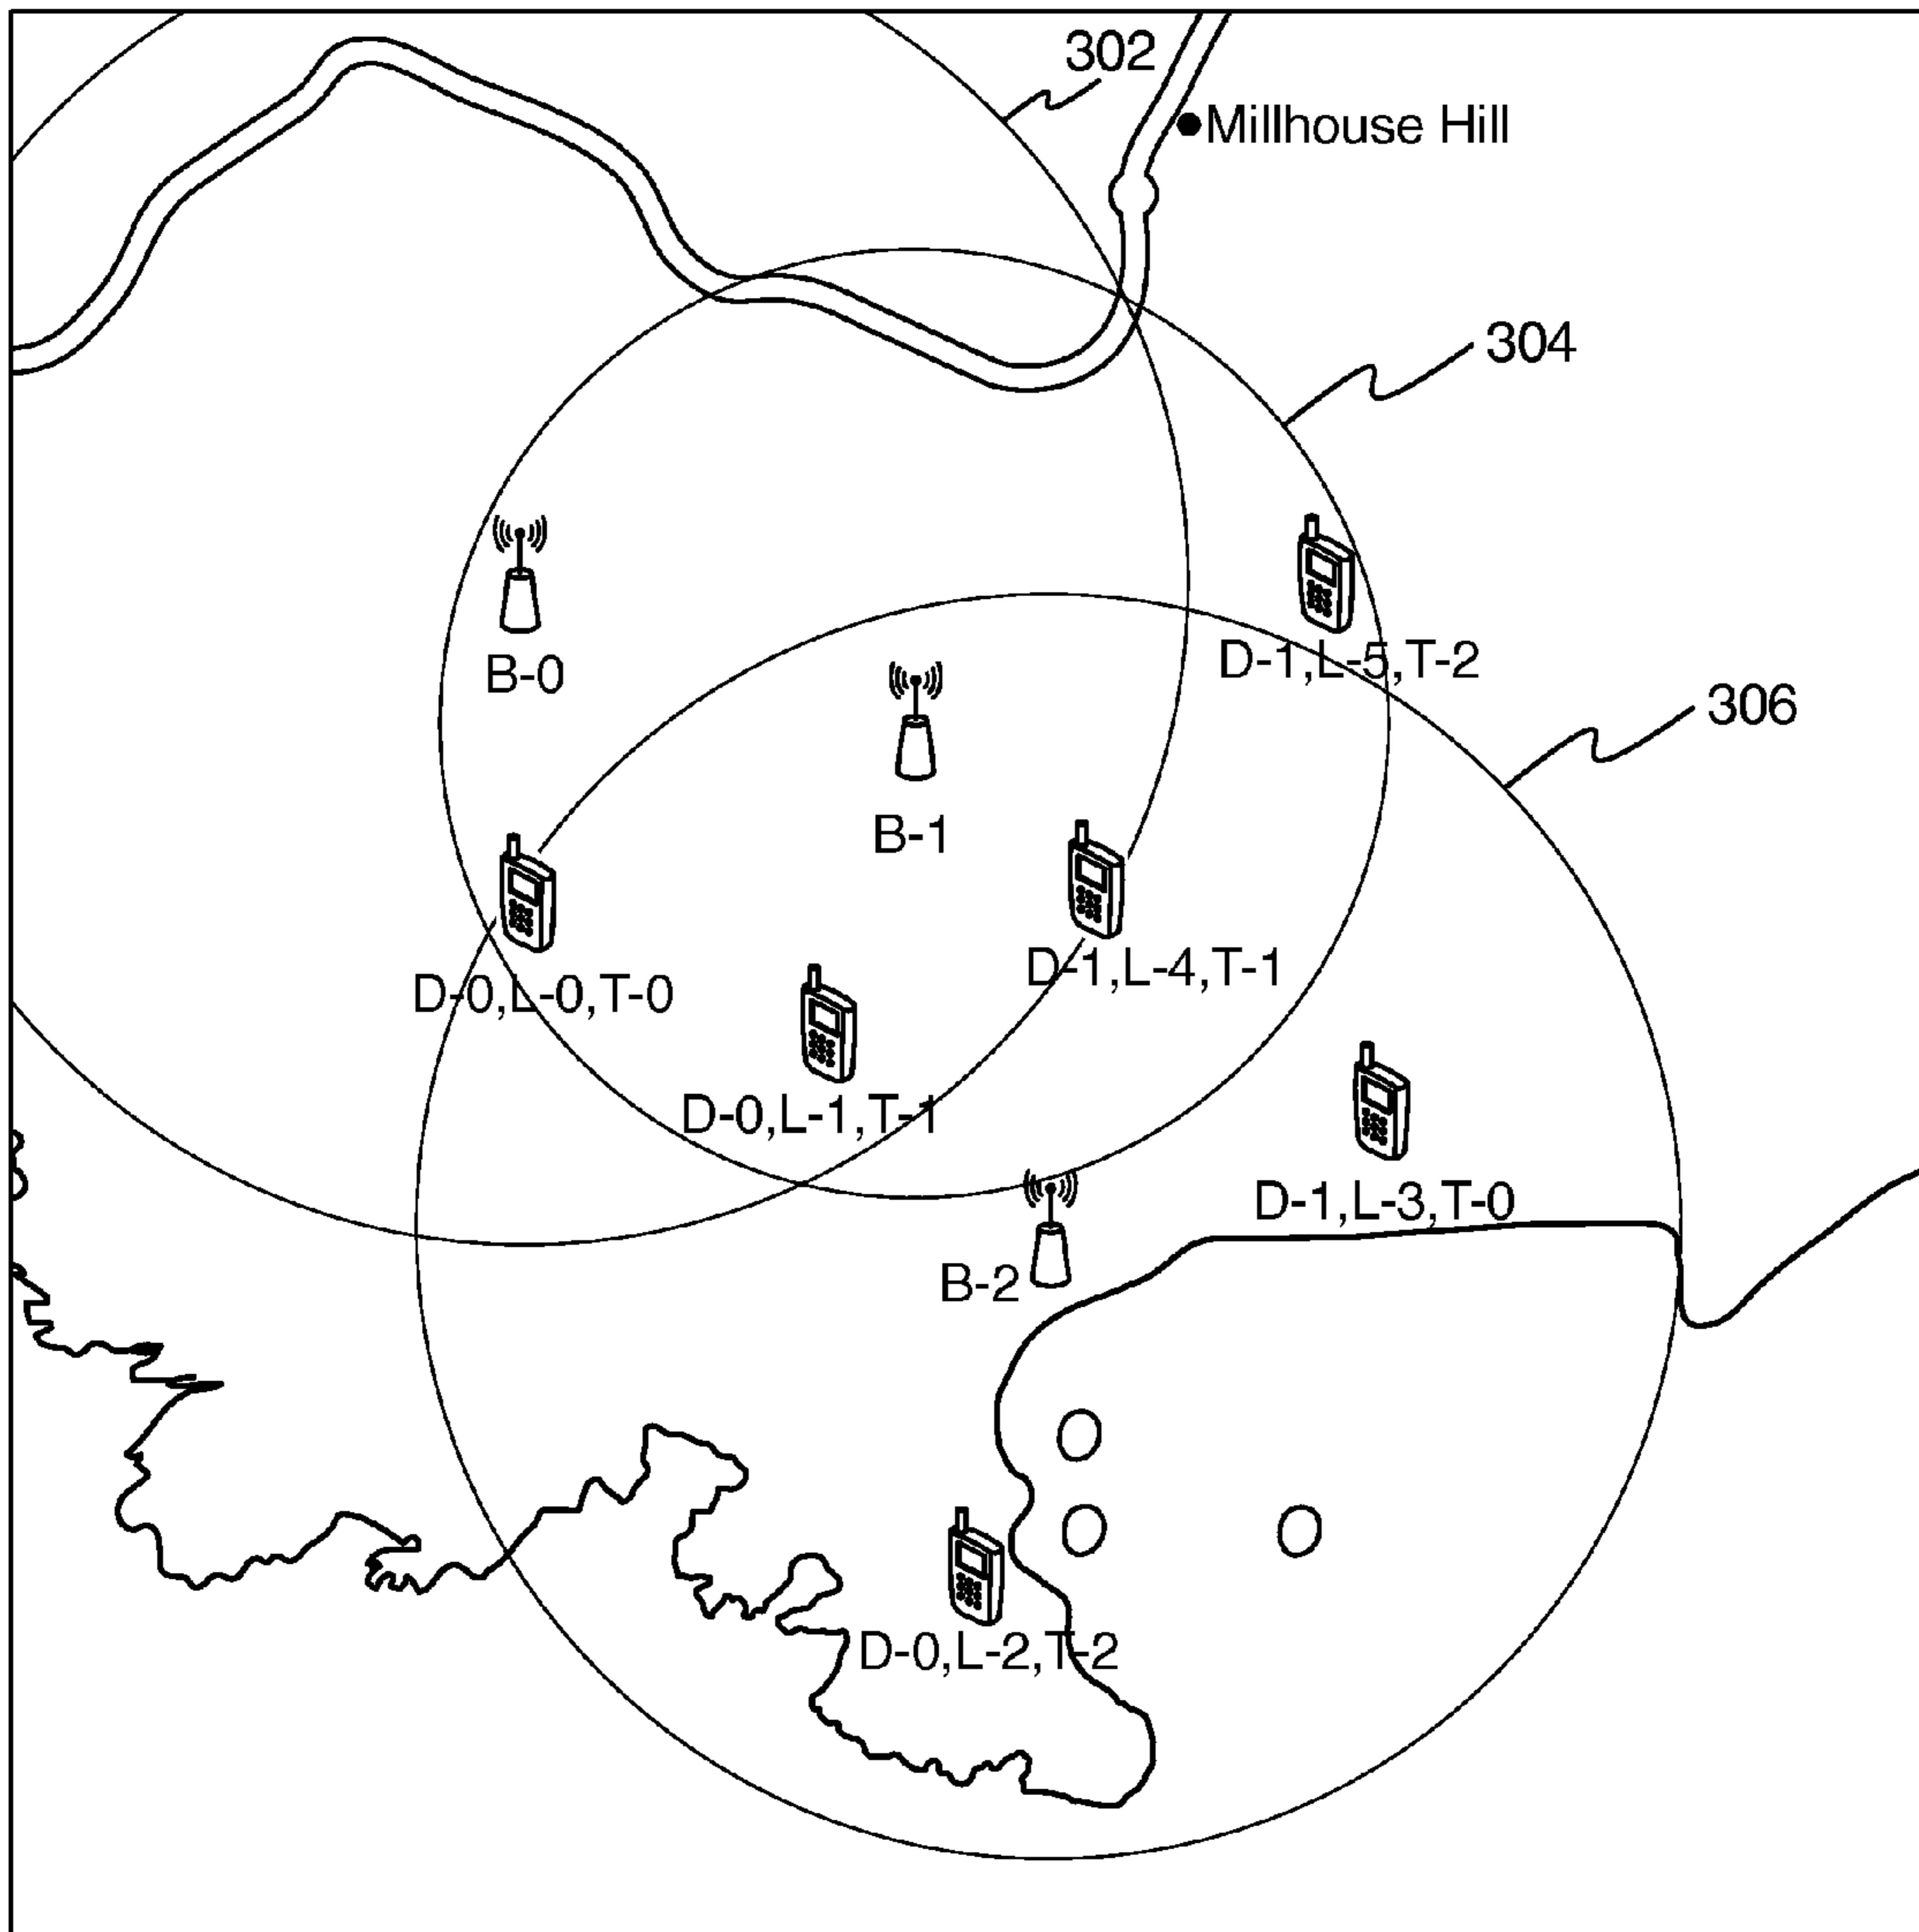 302
Millhouse Hill
304
B-0
D-1,L-5,T-2
306
B-1
D-0,L-0,T-0
D-1,L-4,T-1
D-0,L-1,T-1
D-1,L-3,T-0
B-2
D-0,L-2,T-2